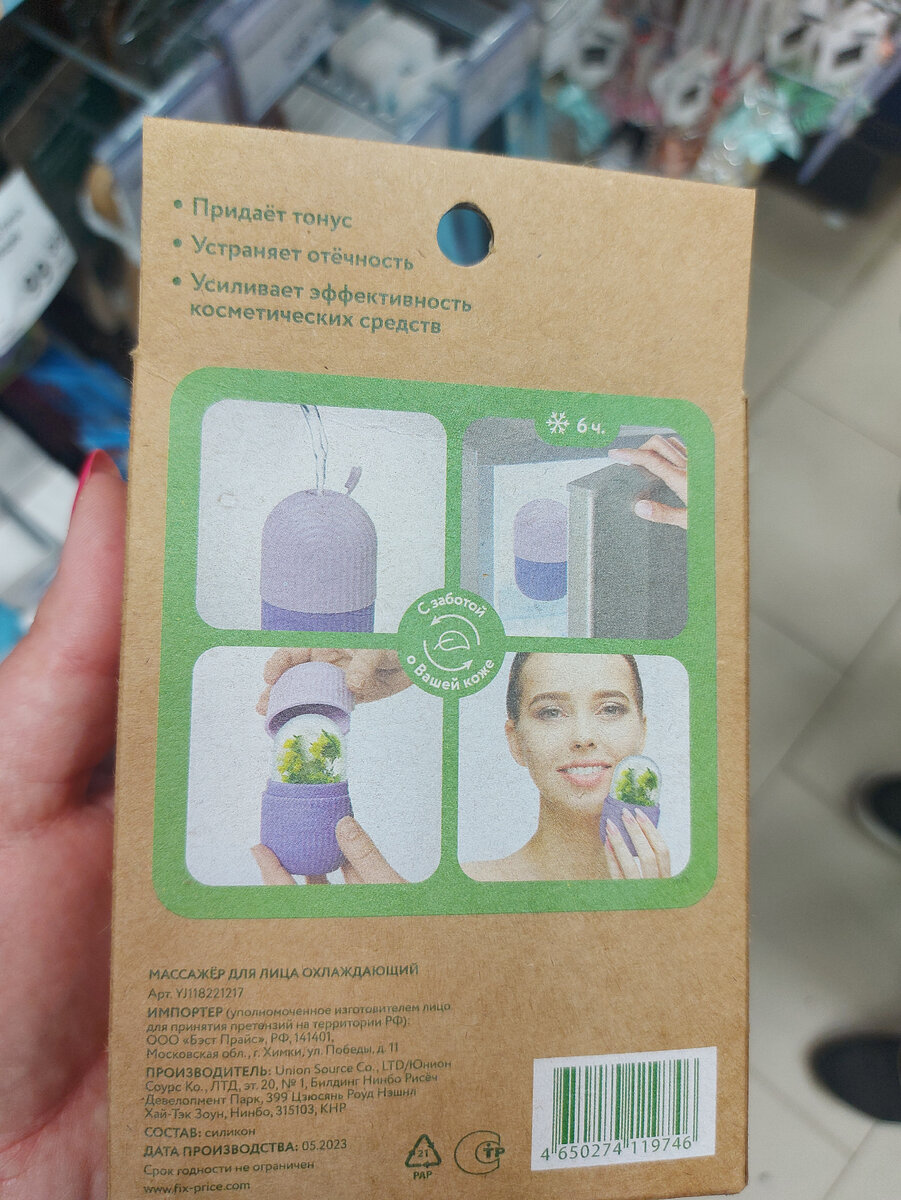 • Придаёт тонус
• Устраняет отёчность
• Усиливает эффективность
косметических средств
6 ч.
С заботой
о Вашей коже
МАССАЖЁР ДЛЯ ЛИЦА ОХЛАЖДАЮЩИЙ
Арт. YJ118221217
ИМПОРТЕР (уполномоченное изготовителем лицо
для принятия претензий на территории РФ):
ООО «Бэст Прайс», РФ, 141401,
Московская обл., г. Химки, ул. Победы, д. 11
ПРОИЗВОДИТЕЛЬ: Union Source Co., LTD/Юнион
Соурс Ко., ЛТД, эт. 20, № 1, Билдинг Нинбо Рисёч
Девелопмент Парк, 399 Цзюсянь Роуд Нэшнл
Хай-Тэк Зоун, Нинбо, 315103, КНР
СОСТАВ: силикон
ДАТА ПРОИЗВОДСТВА: 05.2023
Срок годности не ограничен
www.fix-price.com
21
PAP
СТР
4 650274 119746